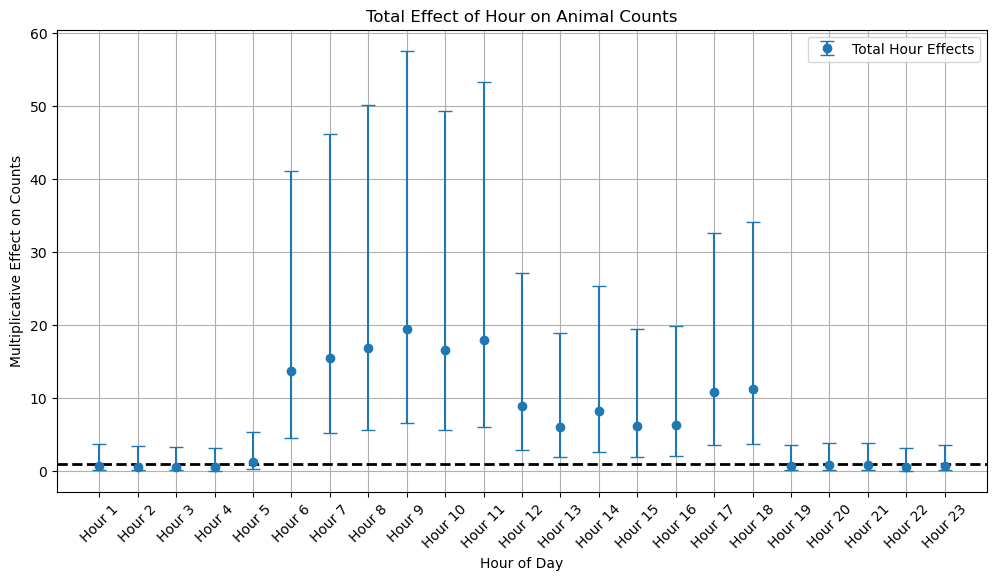 Total Effect of Hour on Animal Counts
Total Hour Effects
Multiplicative Effect on Counts
60
50
40
30
20
10
0
Hour 1
Hour 2
Hour 3
Hour 4
Hour 5
Hour 6
Hour 7
Hour 8
Hour 9
Hour 10
Hour 11
Hour 12
Hour 13
Hour 14
Hour 15
Hour 16
Hour 17
Hour 18
Hour 19
Hour 20
Hour 21
Hour 22
Hour 23
Hour of Day